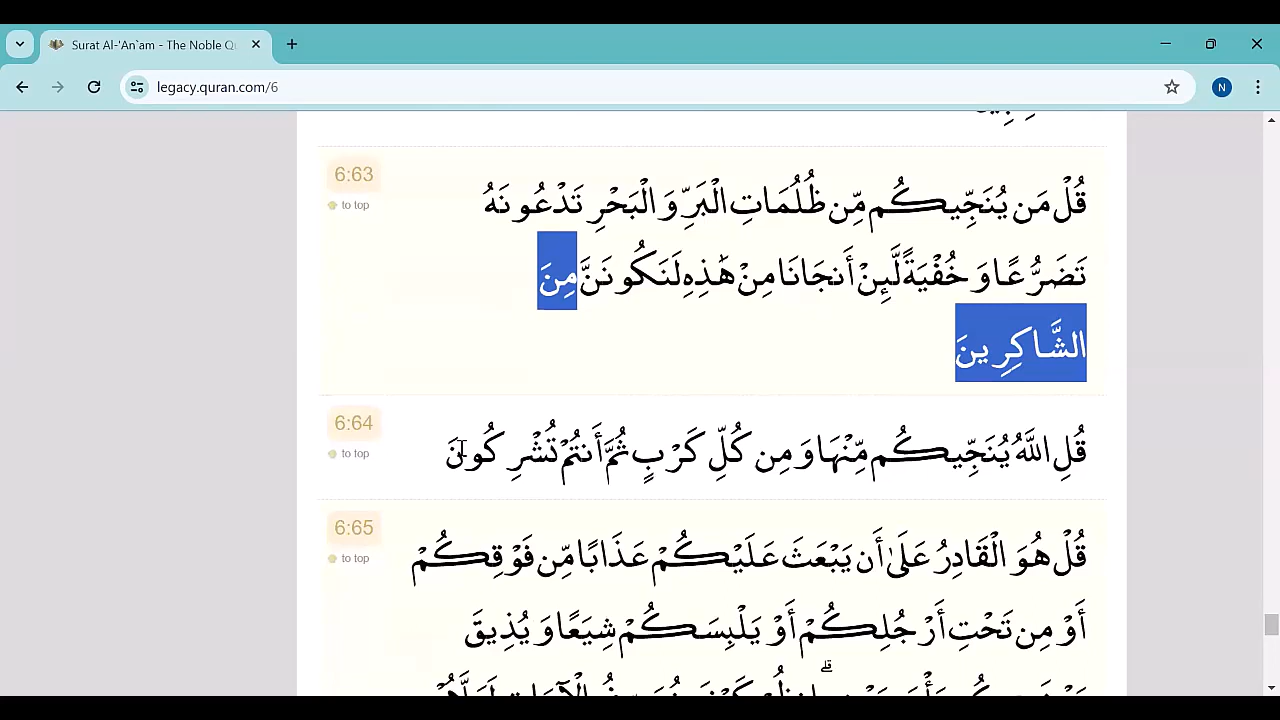 Surat Al-'An`am - The Noble Q
legacy.quran.com/6
N
6:63
to top
قُلْ مَن يُنَجِّيكُم مِّن ظُلُمَاتِ الْبَرِّ وَالْبَحْرِ تَدْعُونَهُ
تَضَرُّعًا وَخُفْيَةً لَّئِنْ أَنجَانَا مِنْ هَٰذِهِ لَنَكُونَنَّ مِنَ
الشَّاكِرِينَ
6:64
to top
قُلِ اللَّهُ يُنَجِّيكُم مِّنْهَا وَمِن كُلِّ كَرْبٍ ثُمَّ أَنتُمْ تُشْرِكُونَ
6:65
to top
قُلْ هُوَ الْقَادِرُ عَلَىٰ أَن يَبْعَثَ عَلَيْكُمْ عَذَابًا مِّن فَوْقِكُمْ
أَوْ مِن تَحْتِ أَرْجُلِكُمْ أَوْ يَلْبِسَكُمْ شِيَعًا وَيُذِيقَ